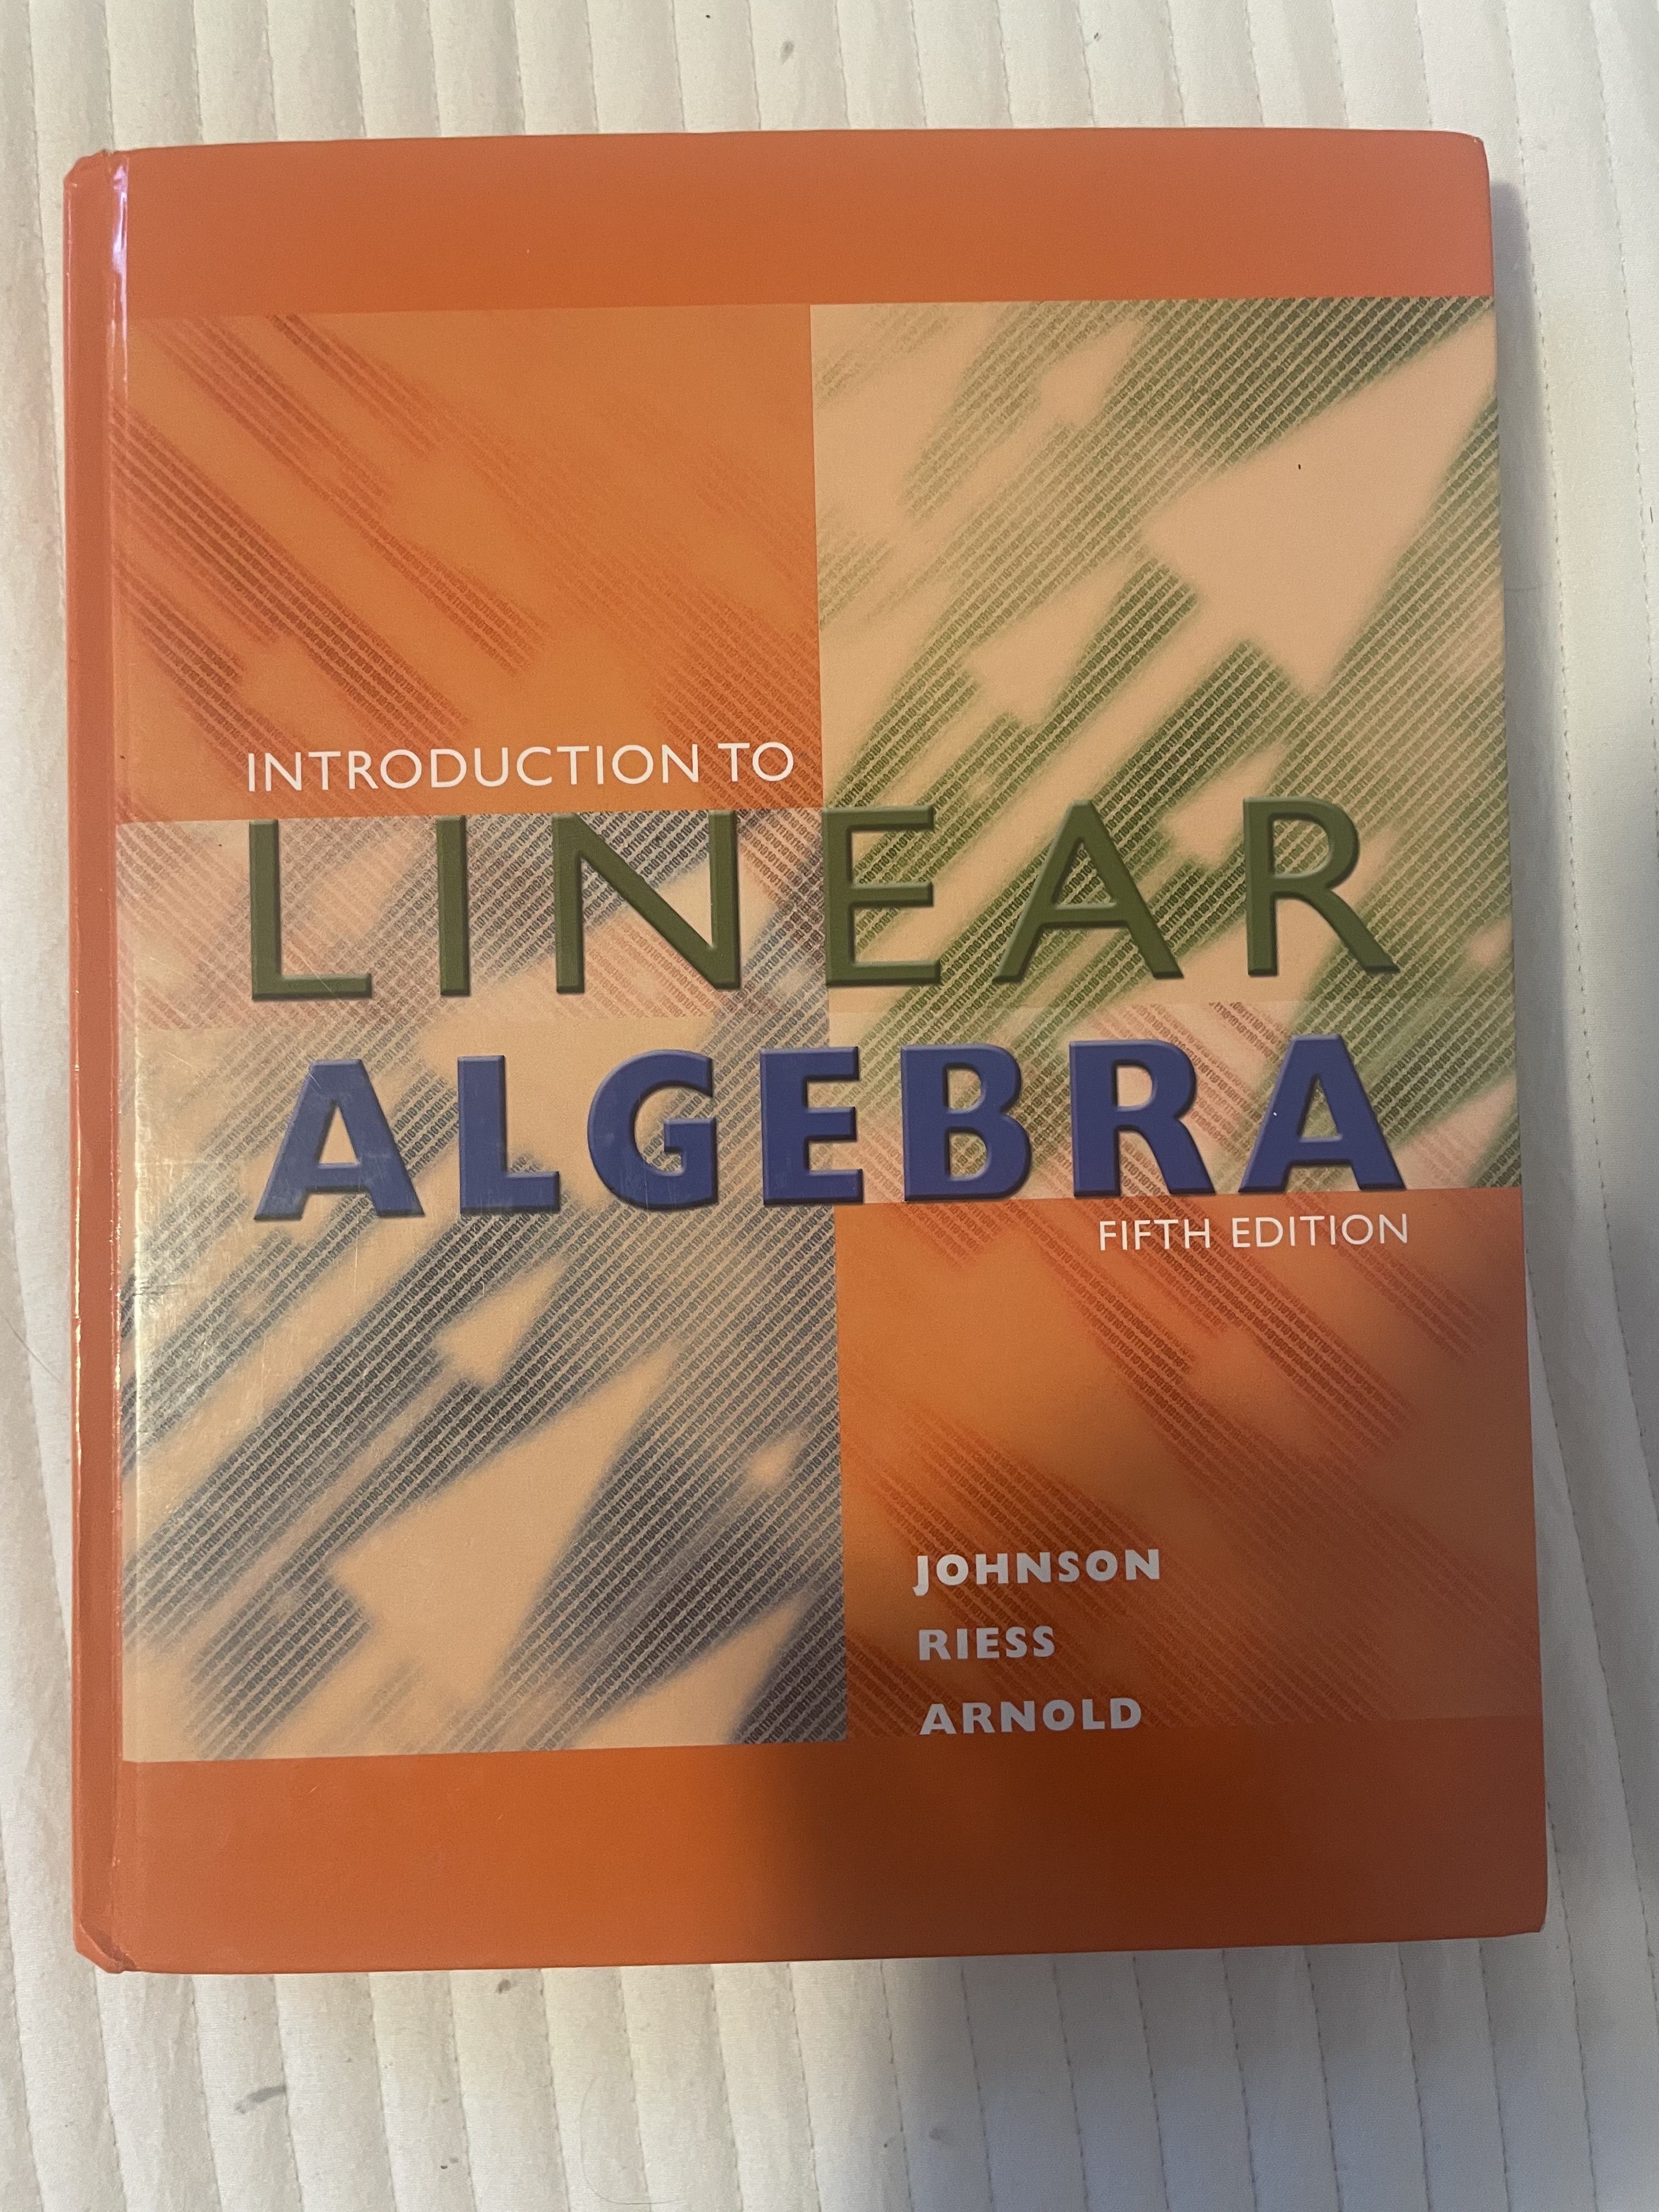 INTRODUCTION TO
LINEAR
ALGEBRA
FIFTH EDITION
JOHNSON
RIESS
ARNOLD